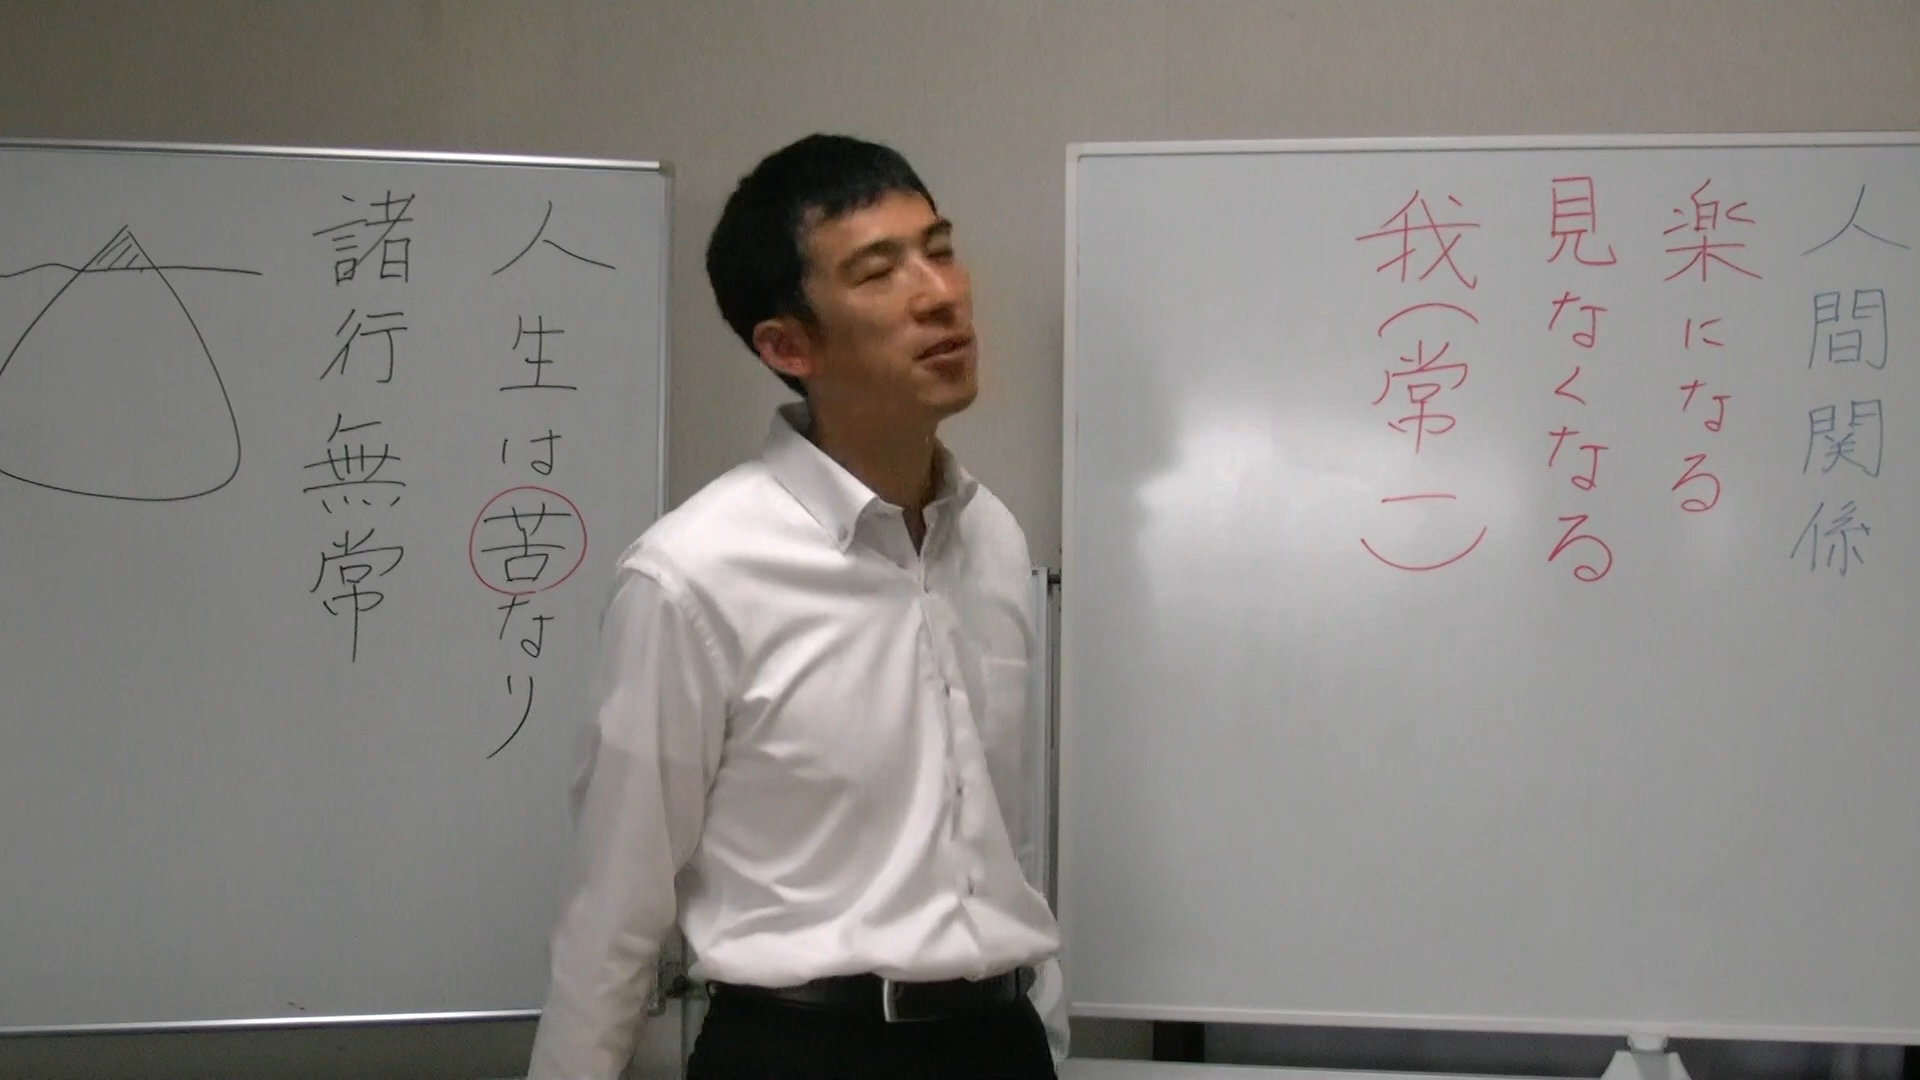 人間関係
楽になる
見なくなる
我(常一)
人生は苦なり
諸行無常